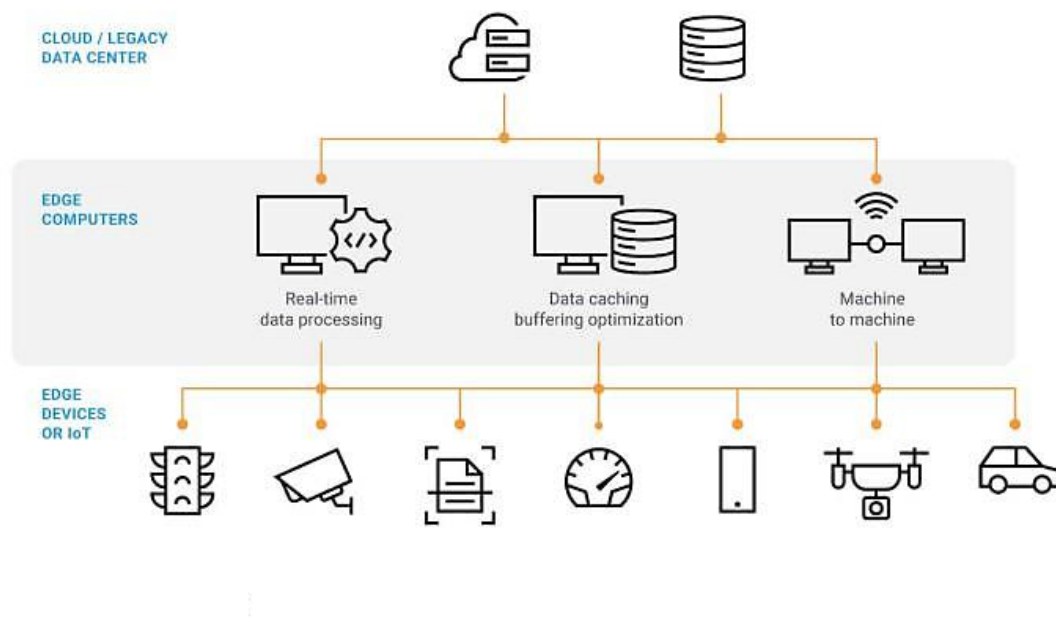 CLOUD / LEGACY
DATA CENTER
EDGE
COMPUTERS
</>
Real-time
data processing
Data caching
buffering optimization
Machine
to machine
EDGE
DEVICES
OR IoT